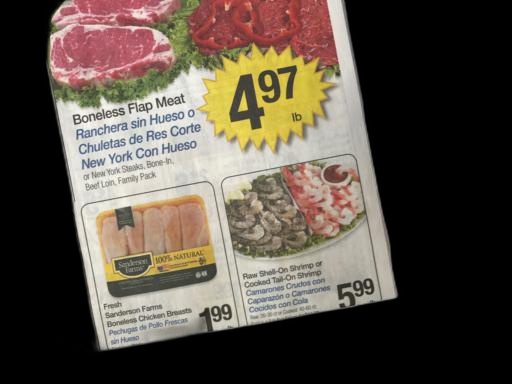 Boneless Flap Meat
Ranchera sin Hueso o
Chuletas de Res Corte
New York Con Hueso
or New York Steaks, Bone-In,
Beef Loin, Family Pack
4.97
lb
Sanderson
Farms
100% NATURAL
Fresh
Sanderson Farms
Boneless Chicken Breasts
Pechugas de Pollo Frescas
sin Hueso
1.99
Raw Shell-On Shrimp or
Cooked Tail-On Shrimp
Camarones Crudos con
Caparazón o Camarones
Cocidos con Cola
5.99
lb